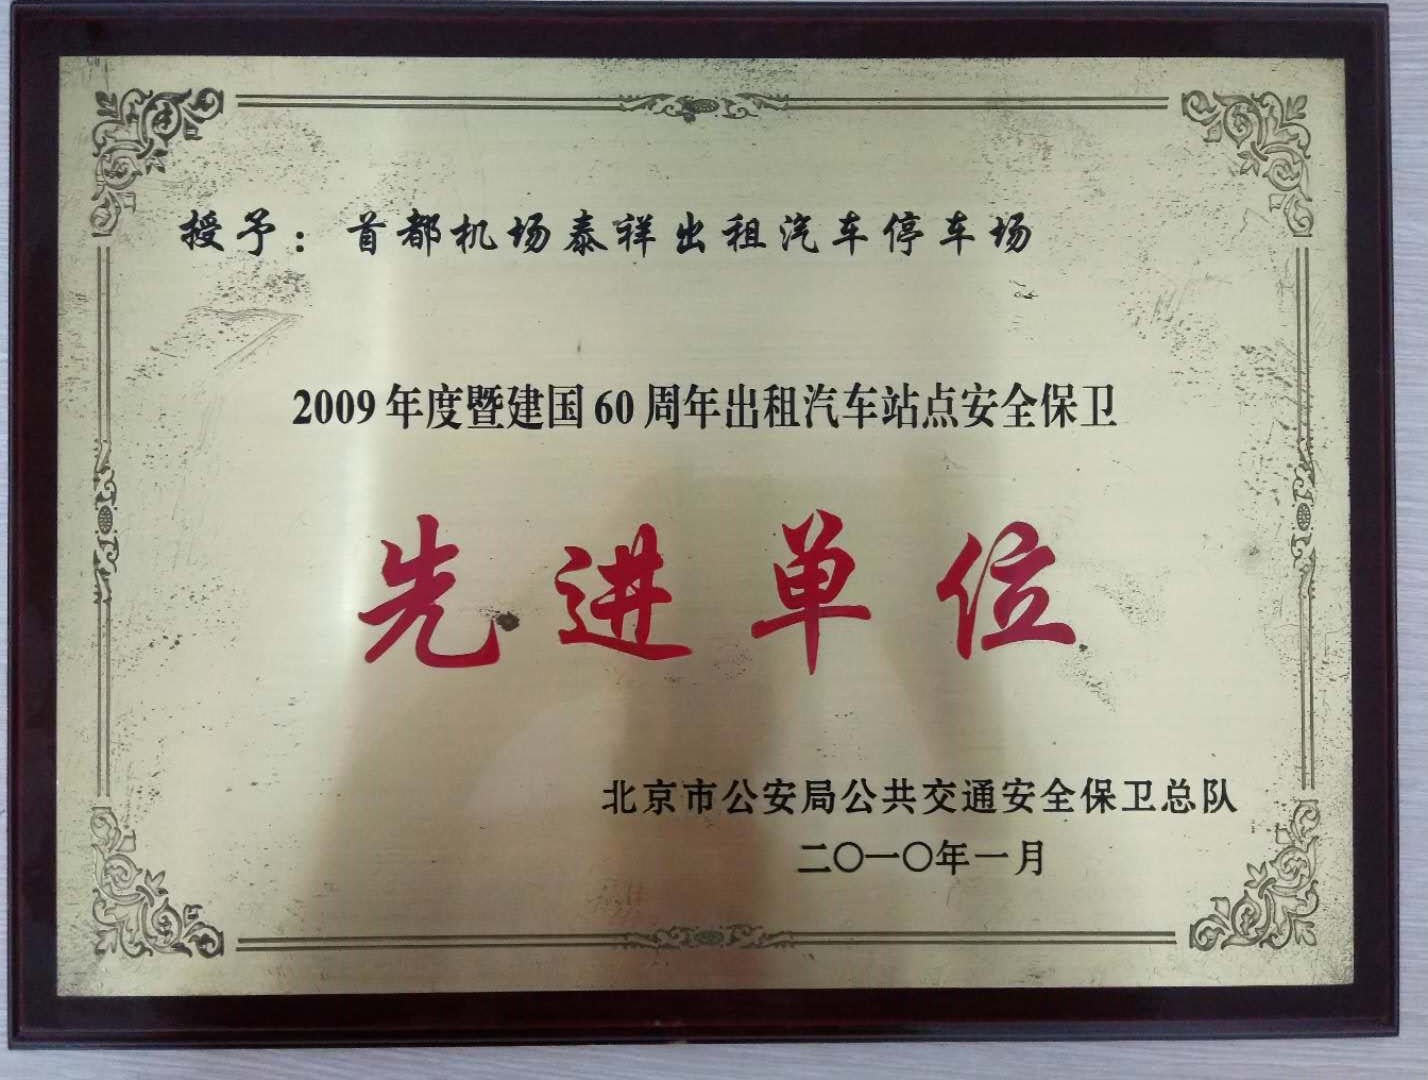 授予：首都机场泰祥出租汽车停车场
2009年度暨建国60周年出租汽车站点安全保卫
先进单位
北京市公安局公共交通安全保卫总队
二〇一〇年一月